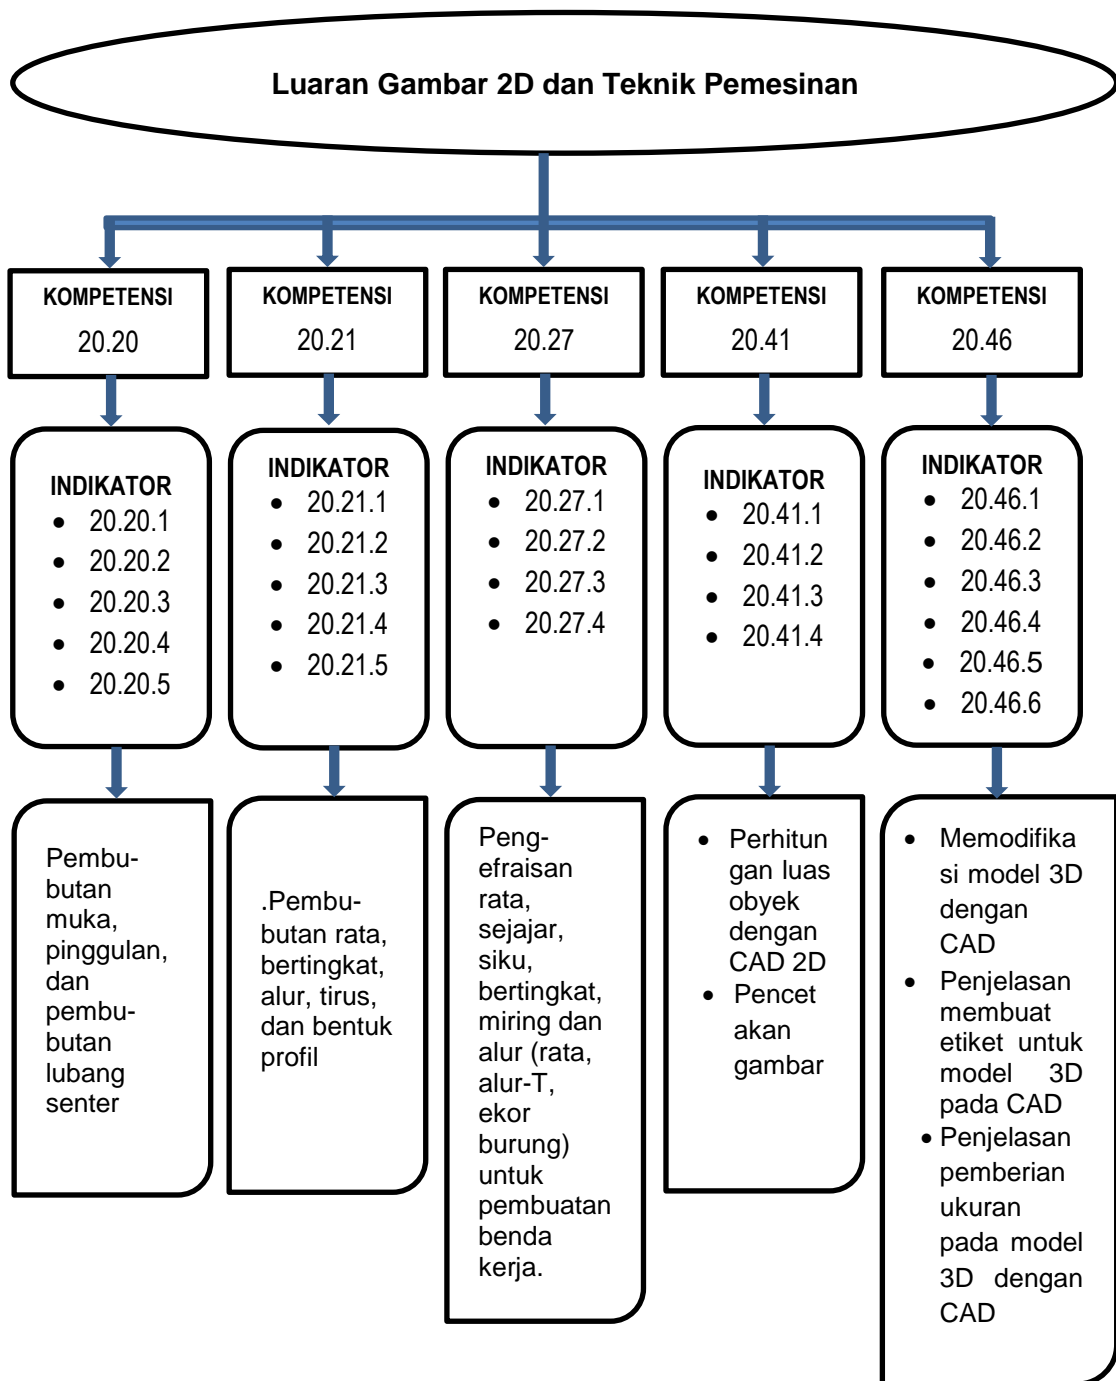 Luaran Gambar 2D dan Teknik Pemesinan
KOMPETENSI
20.20
KOMPETENSI
20.21
KOMPETENSI
20.27
KOMPETENSI
20.41
KOMPETENSI
20.46
INDIKATOR
• 20.20.1
• 20.20.2
• 20.20.3
• 20.20.4
• 20.20.5
INDIKATOR
• 20.21.1
• 20.21.2
• 20.21.3
• 20.21.4
• 20.21.5
INDIKATOR
• 20.27.1
• 20.27.2
• 20.27.3
• 20.27.4
INDIKATOR
• 20.41.1
• 20.41.2
• 20.41.3
• 20.41.4
INDIKATOR
• 20.46.1
• 20.46.2
• 20.46.3
• 20.46.4
• 20.46.5
• 20.46.6
Pembu-
butan
muka,
pinggulan,
dan
pembu-
butan
lubang
senter
.Pembu-
butan rata,
bertingkat,
alur, tirus,
dan bentuk
profil
Peng-
efraisan
rata,
sejajar,
siku,
bertingkat,
miring dan
alur (rata,
alur-T,
ekor
burung)
untuk
pembuatan
benda
kerja.
• Perhitun
gan luas
obyek
dengan
CAD 2D
• Pencet
akan
gambar
• Memodifika
si model 3D
dengan
CAD
• Penjelasan
membuat
etiket untuk
model 3D
pada CAD
• Penjelasan
pemberian
ukuran
pada model
3D dengan
CAD